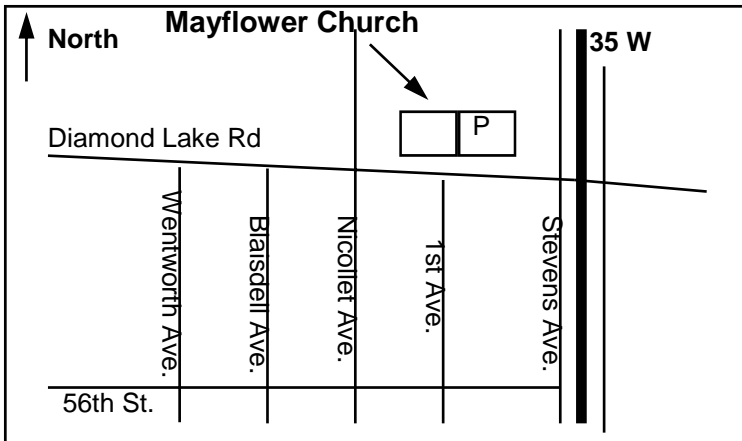 Mayflower Church
North
35 W
P
Diamond Lake Rd
Wentworth Ave.
Blaisdell Ave.
Nicollet Ave.
1st Ave.
Stevens Ave.
56th St.